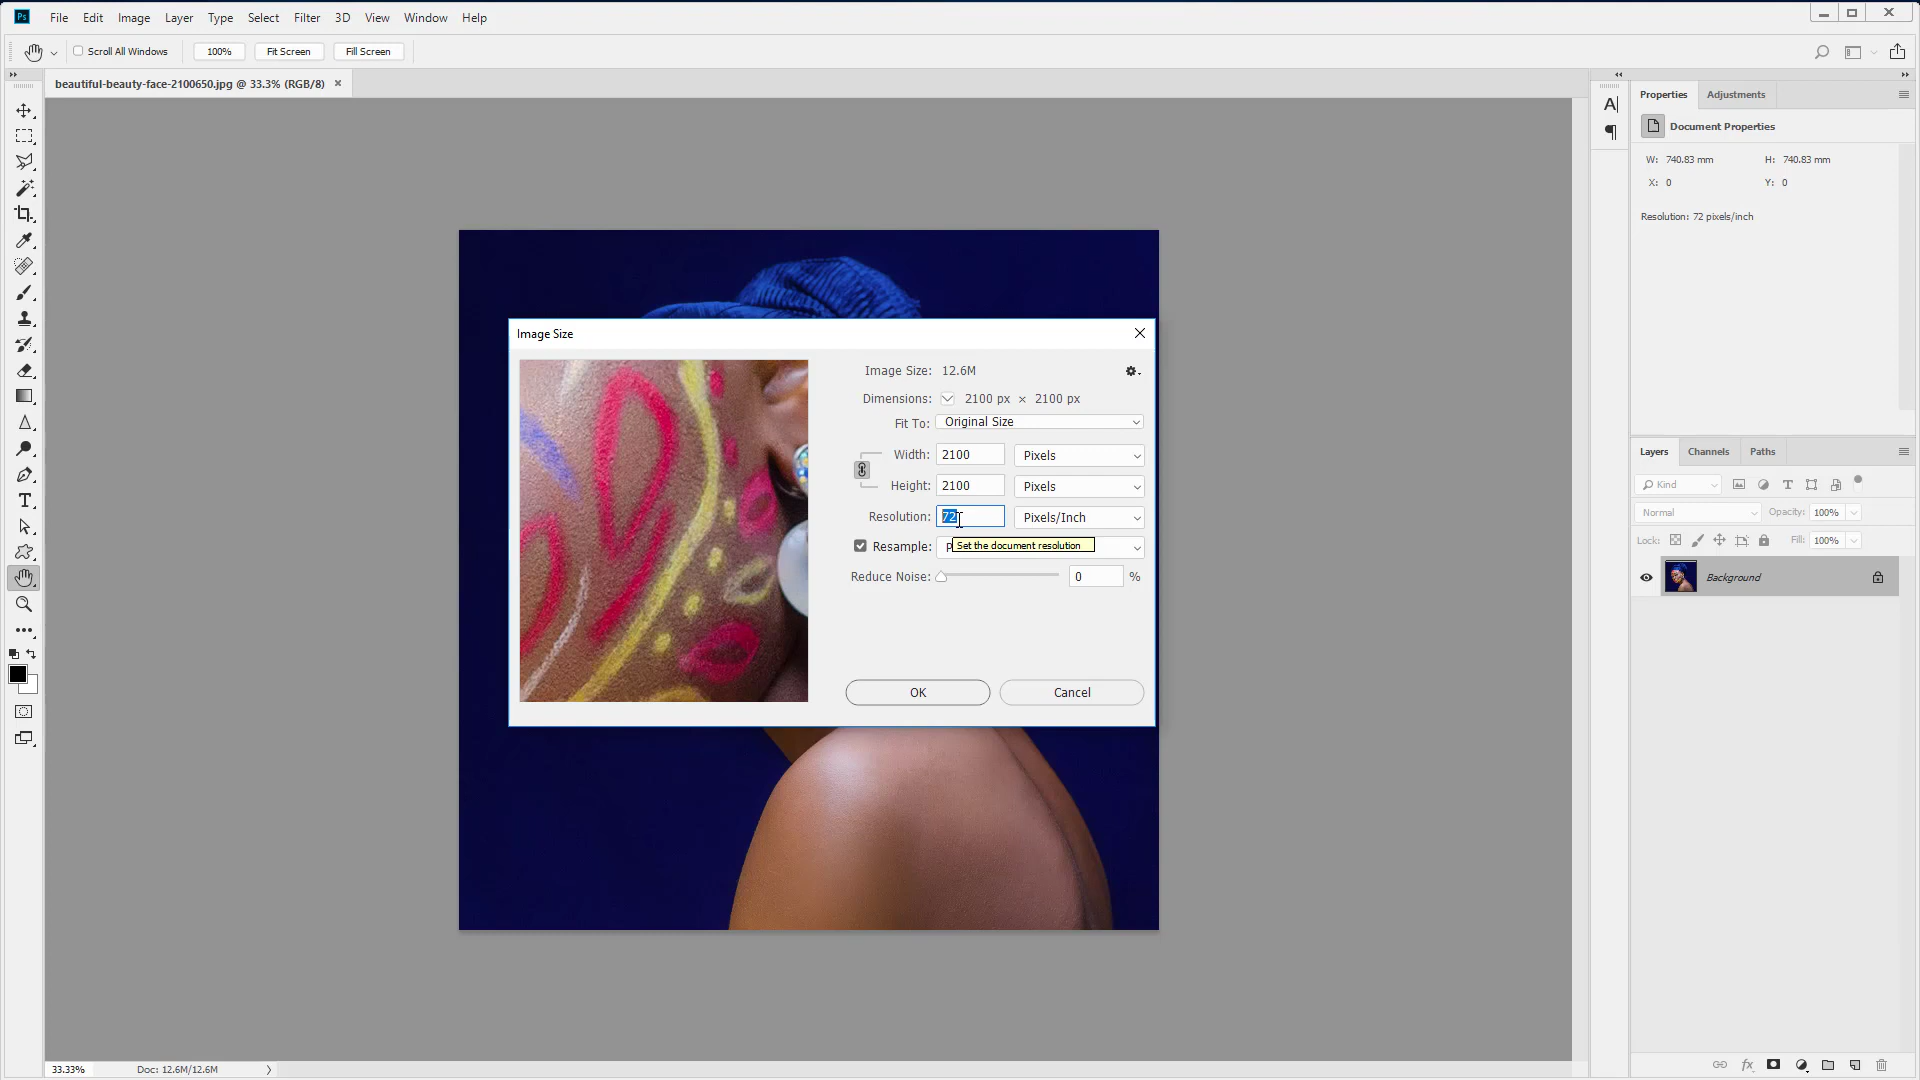 Ps File Edit Image Layer Type Select Filter 3D View Window Help
Scroll All Windows 100% Fit Screen Fill Screen
beautiful-beauty-face-2100650.jpg @ 33.3% (RGB/8)
Properties Adjustments
Document Properties
W: 740.83 mm H: 740.83 mm
X: 0 Y: 0
Resolution: 72 pixels/inch
Image Size
Image Size: 12.6M
Dimensions: 2100 px × 2100 px
Fit To: Original Size
Width: 2100 Pixels
Height: 2100 Pixels
Resolution: 72 Pixels/Inch
Resample:
Set the document resolution
Reduce Noise: 0 %
OK Cancel
Layers Channels Paths
Kind
Normal Opacity: 100%
Lock: Fill: 100%
Background
33.33% Doc: 12.6M/12.6M